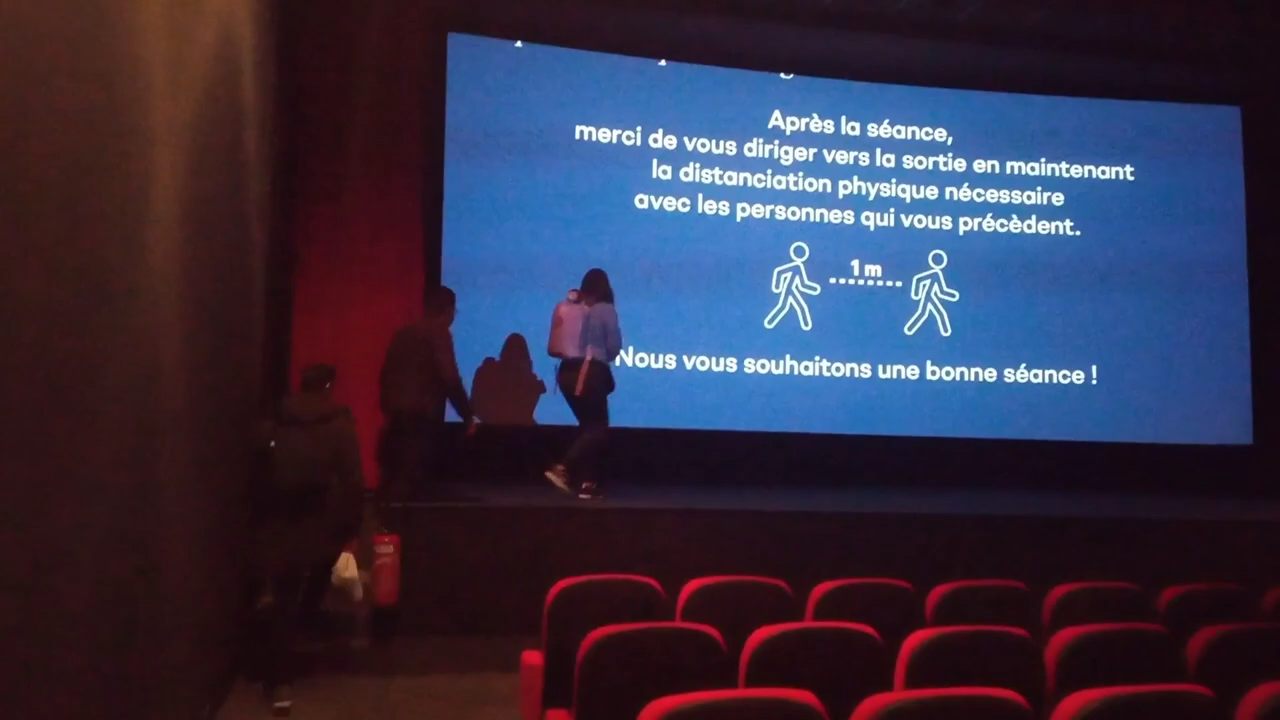 Après la séance,
merci de vous diriger vers la sortie en maintenant
la distanciation physique nécessaire
avec les personnes qui vous précèdent.
1 m
Nous vous souhaitons une bonne séance !